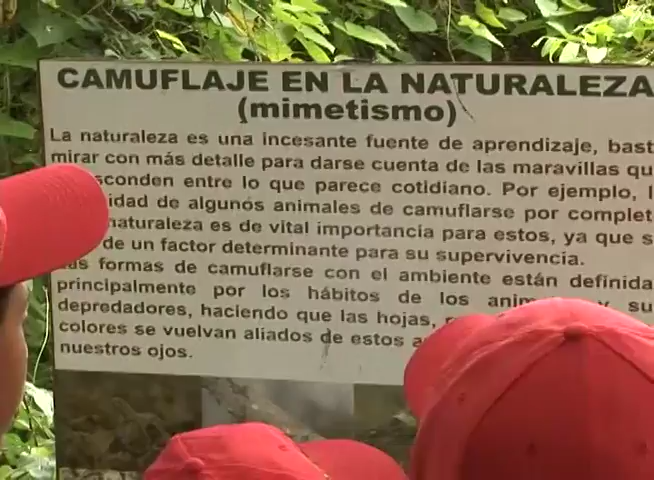 CAMUFLAJE EN LA NATURALEZA
(mimetismo)
La naturaleza es una incesante fuente de aprendizaje, bast
mirar con más detalle para darse cuenta de las maravillas qu
sconden entre lo que parece cotidiano. Por ejemplo, l
idad de algunos animales de camuflarse por complet
naturaleza es de vital importancia para estos, ya que s
de un factor determinante para su supervivencia.
as formas de camuflarse con el ambiente están definida
principalmente por los hábitos de los anim y su
depredadores, haciendo que las hojas,
colores se vuelvan aliados de estos a
nuestros ojos.